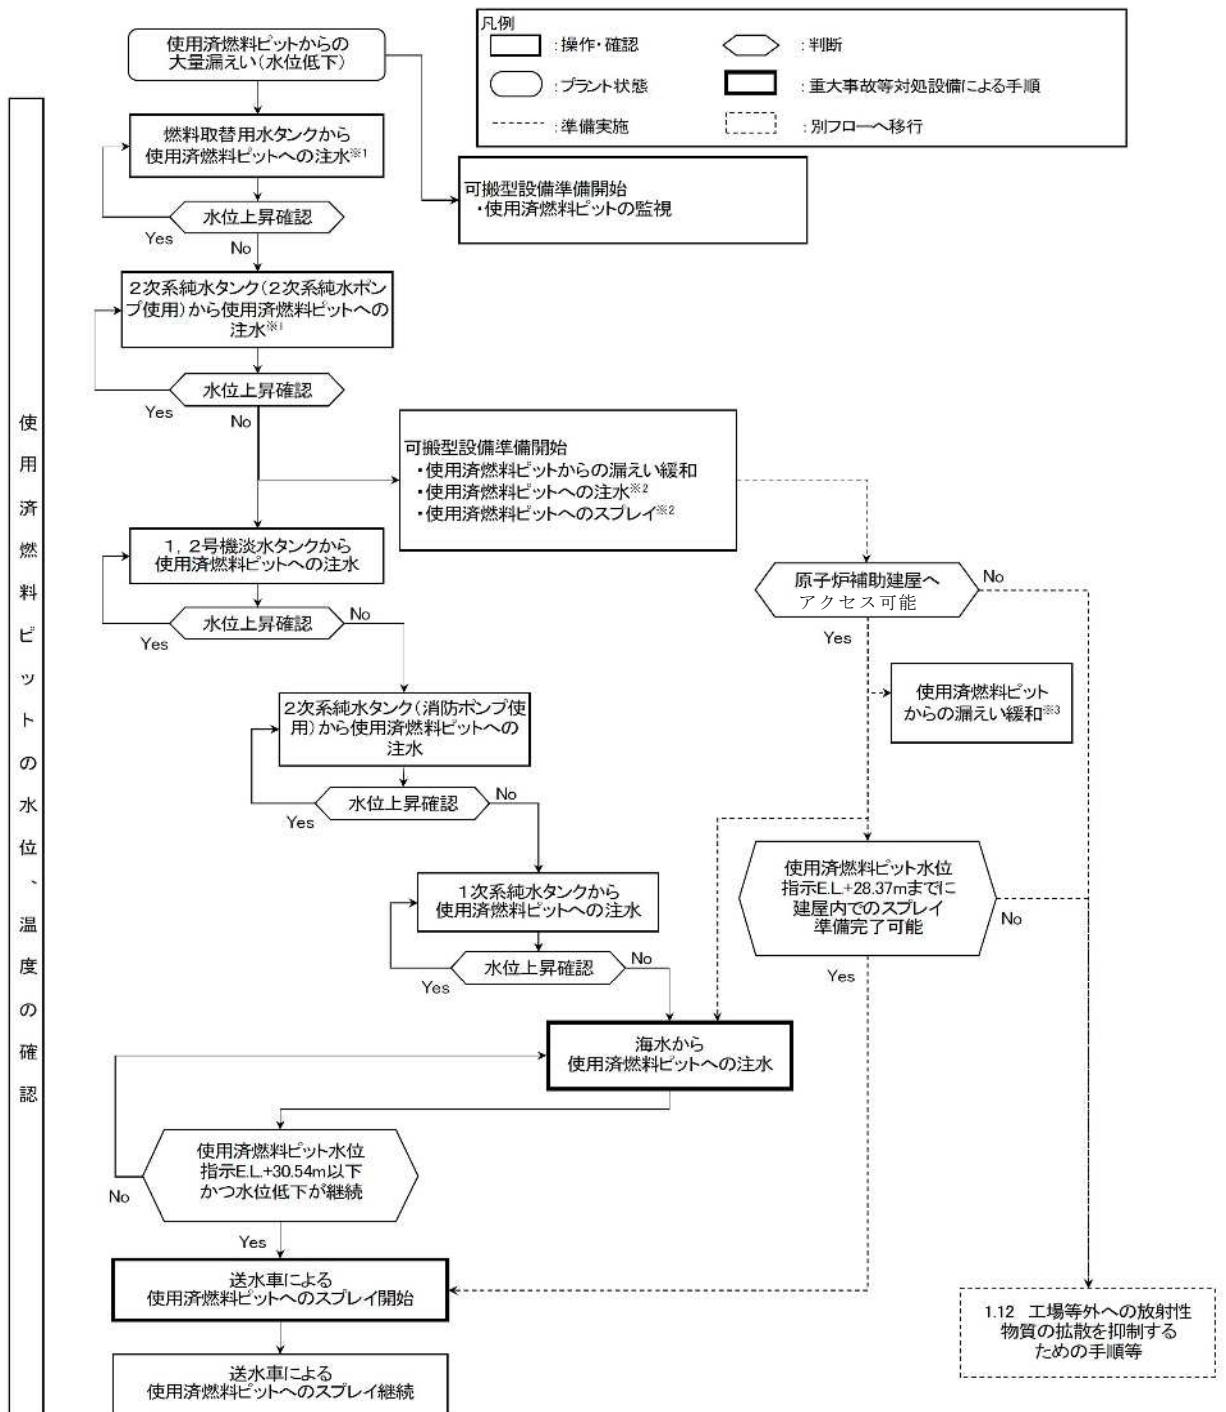 凡例
：操作・確認
：判断
：プラント状態
：重大事故等対処設備による手順
：準備実施
：別フローへ移行
使用済燃料ピットからの
大量漏えい（水位低下）
燃料取替用水タンクから
使用済燃料ピットへの注水※1
可搬型設備準備開始
・使用済燃料ピットの監視
水位上昇確認
Yes
No
２次系純水タンク（２次系純水ポン
プ使用）から使用済燃料ピットへの
注水※1
水位上昇確認
Yes
No
可搬型設備準備開始
・使用済燃料ピットからの漏えい緩和
・使用済燃料ピットへの注水※2
・使用済燃料ピットへのスプレイ※2
１，２号機淡水タンクから
使用済燃料ピットへの注水
水位上昇確認
Yes
No
原子炉補助建屋へ
アクセス可能
No
Yes
使用済燃料ピット
からの漏えい緩和※3
２次系純水タンク（消防ポンプ使
用）から使用済燃料ピットへの
注水
水位上昇確認
Yes
No
使用済燃料ピット水位
指示E.L.+28.37mまでに
建屋内でのスプレイ
準備完了可能
No
Yes
１次系純水タンクから
使用済燃料ピットへの注水
水位上昇確認
Yes
No
海水から
使用済燃料ピットへの注水
使用済燃料ピット水位
指示E.L.+30.54m以下
かつ水位低下が継続
No
Yes
送水車による
使用済燃料ピットへのスプレイ開始
送水車による
使用済燃料ピットへのスプレイ継続
1.12　工場等外への放射性
物質の拡散を抑制する
ための手順等
使用済燃料ピットの水位、温度の確認